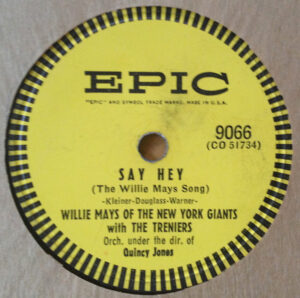 EPIC
"EPIC" AND SYMBOL TRADE MARKS. MADE IN U.S.A.
9066
(CO 51734)
SAY HEY
(The Willie Mays Song)
-Kleiner-Douglass-Warner-
WILLIE MAYS OF THE NEW YORK GIANTS
with THE TRENIERS
Orch. under the dir. of
Quincy Jones